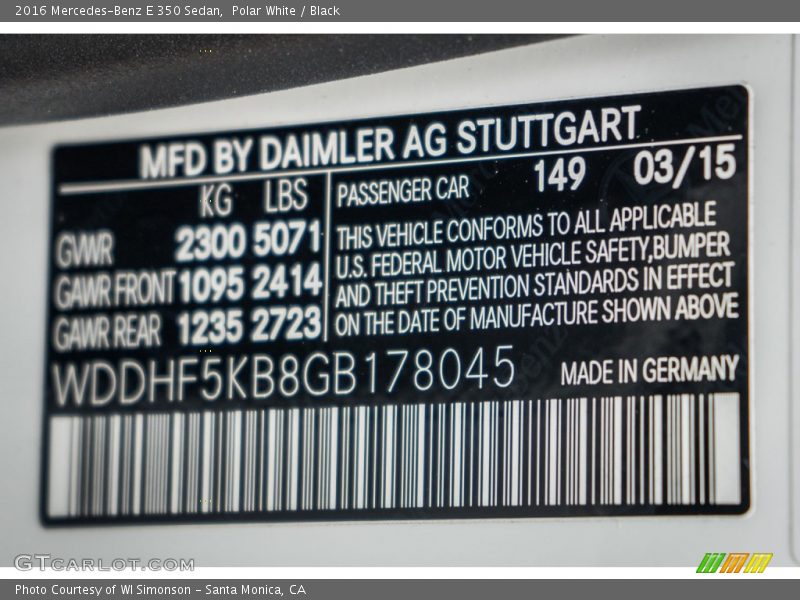 2016 Mercedes-Benz E 350 Sedan,  Polar White / Black
MFD BY DAIMLER AG STUTTGART
KG LBS
GVWR 2300 5071
GAWR FRONT 1095 2414
GAWR REAR 1235 2723
PASSENGER CAR 149 03/15
THIS VEHICLE CONFORMS TO ALL APPLICABLE
U.S. FEDERAL MOTOR VEHICLE SAFETY,BUMPER
AND THEFT PREVENTION STANDARDS IN EFFECT
ON THE DATE OF MANUFACTURE SHOWN ABOVE
WDDHF5KB8GB178045 MADE IN GERMANY
GTCARLOT.COM
Photo Courtesy of WI Simonson - Santa Monica, CA